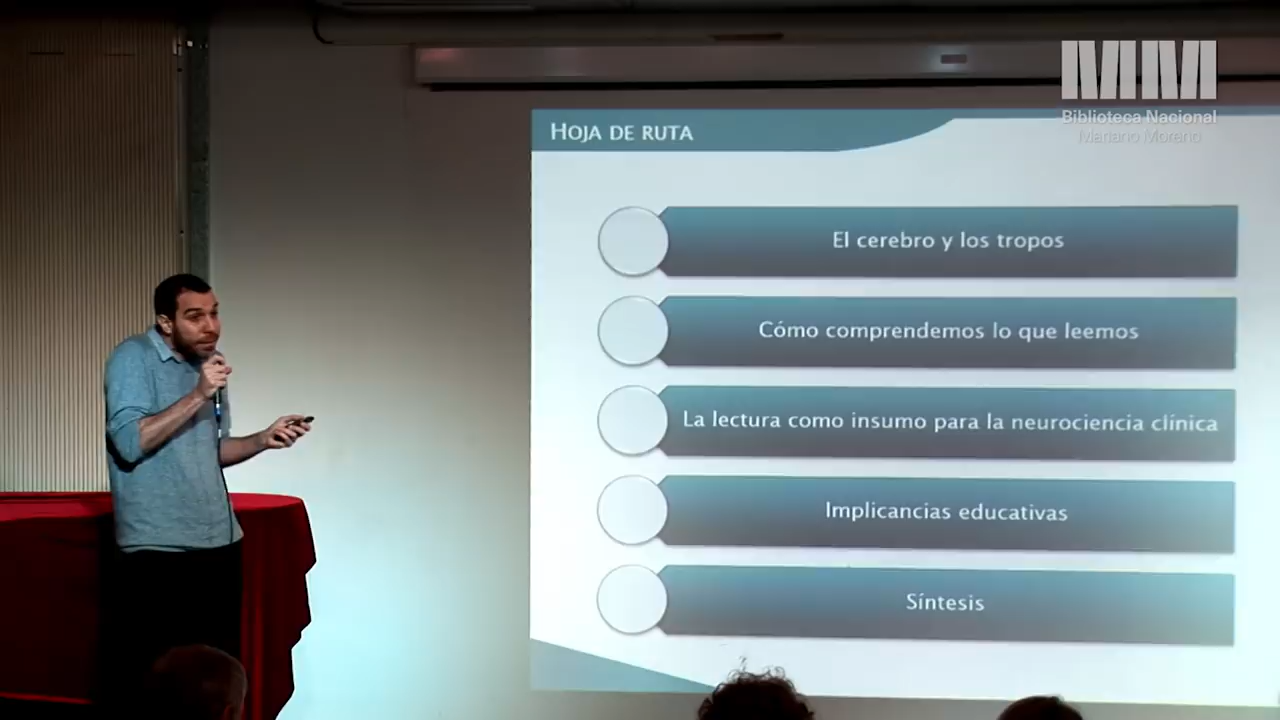 Biblioteca Nacional
Mariano Moreno
HOJA DE RUTA
El cerebro y los tropos
Cómo comprendemos lo que leemos
La lectura como insumo para la neurociencia clínica
Implicancias educativas
Síntesis